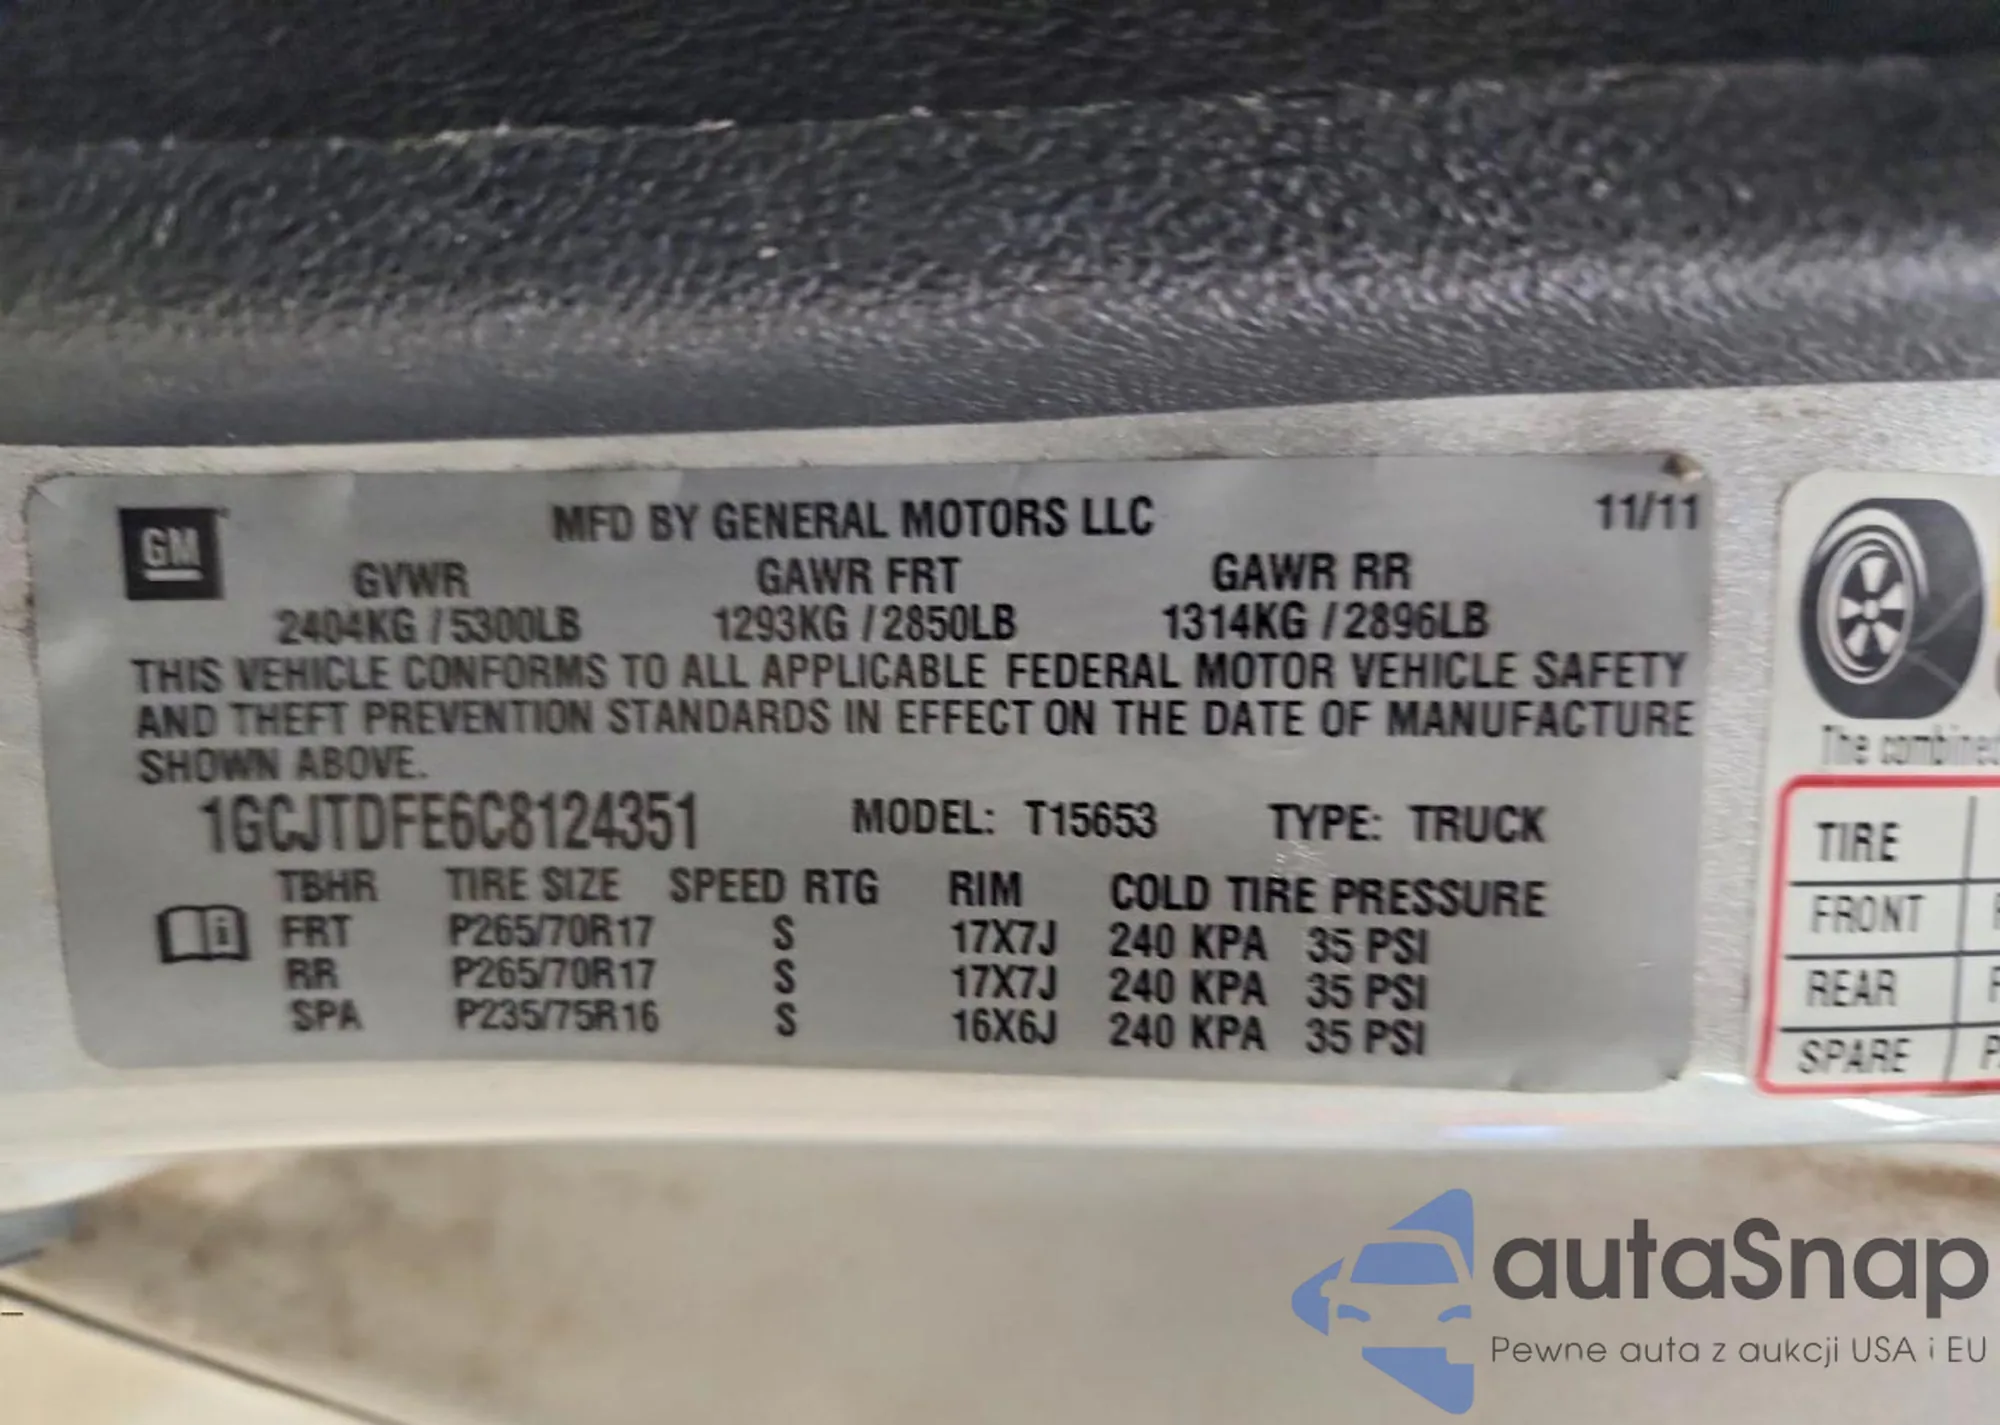 GM
MFD BY GENERAL MOTORS LLC 11/11
GVWR GAWR FRT GAWR RR
2404KG / 5300LB 1293KG / 2850LB 1314KG / 2896LB
THIS VEHICLE CONFORMS TO ALL APPLICABLE FEDERAL MOTOR VEHICLE SAFETY
AND THEFT PREVENTION STANDARDS IN EFFECT ON THE DATE OF MANUFACTURE
SHOWN ABOVE.
1GCJTDFE6C8124351 MODEL: T15653 TYPE: TRUCK
TBHR TIRE SIZE SPEED RTG RIM COLD TIRE PRESSURE
FRT P265/70R17 S 17X7J 240 KPA 35 PSI
RR P265/70R17 S 17X7J 240 KPA 35 PSI
SPA P235/75R16 S 16X6J 240 KPA 35 PSI
The combined
TIRE
FRONT
REAR
SPARE
autaSnap
Pewne auta z aukcji USA i EU